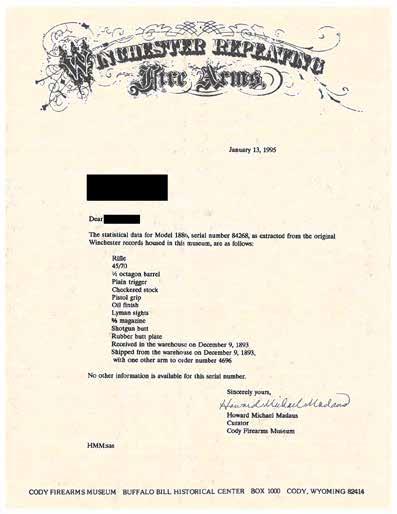 WINCHESTER REPEATING
Fire Arms.
January 13, 1995
Dear
The statistical data for Model 1886, serial number 84268, as extracted from the original
Winchester records housed in this museum, are as follows:
Rifle
45/70
½ octagon barrel
Plain trigger
Checkered stock
Pistol grip
Oil finish
Lyman sights
magazine
Shotgun butt
Rubber butt plate
Received in the warehouse on December 9, 1893
Shipped from the warehouse on December 9, 1893,
with one other arm to order number 4696
No other information is available for this serial number.
Sincerely yours,
Howard Michael Madaus
Howard Michael Madaus
Curator
Cody Firearms Museum
HMM:sas
CODY FIREARMS MUSEUM BUFFALO BILL HISTORICAL CENTER BOX 1000 CODY, WYOMING 82414